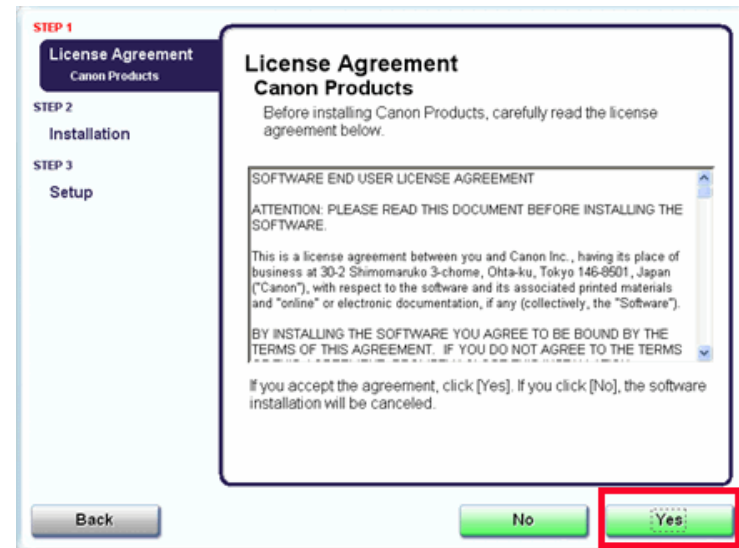 STEP 1
License Agreement
Canon Products
STEP 2
Installation
STEP 3
Setup
License Agreement
Canon Products
Before installing Canon Products, carefully read the license
agreement below.
SOFTWARE END USER LICENSE AGREEMENT
ATTENTION: PLEASE READ THIS DOCUMENT BEFORE INSTALLING THE
SOFTWARE.
This is a license agreement between you and Canon Inc., having its place of
business at 30-2 Shimomaruko 3-chome, Ohta-ku, Tokyo 146-8501, Japan
("Canon"), with respect to the software and its associated printed materials
and "online" or electronic documentation, if any (collectively, the "Software").
BY INSTALLING THE SOFTWARE YOU AGREE TO BE BOUND BY THE
TERMS OF THIS AGREEMENT. IF YOU DO NOT AGREE TO THE TERMS
If you accept the agreement, click [Yes]. If you click [No], the software
installation will be canceled.
Back
No
Yes